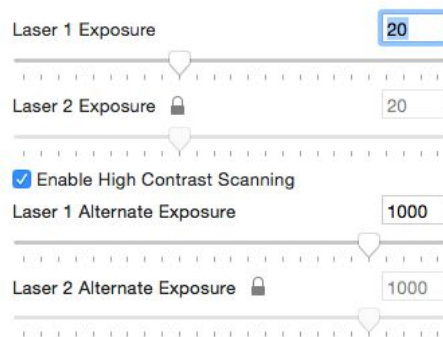 Laser 1 Exposure 20
Laser 2 Exposure 20
Enable High Contrast Scanning
Laser 1 Alternate Exposure 1000
Laser 2 Alternate Exposure 1000